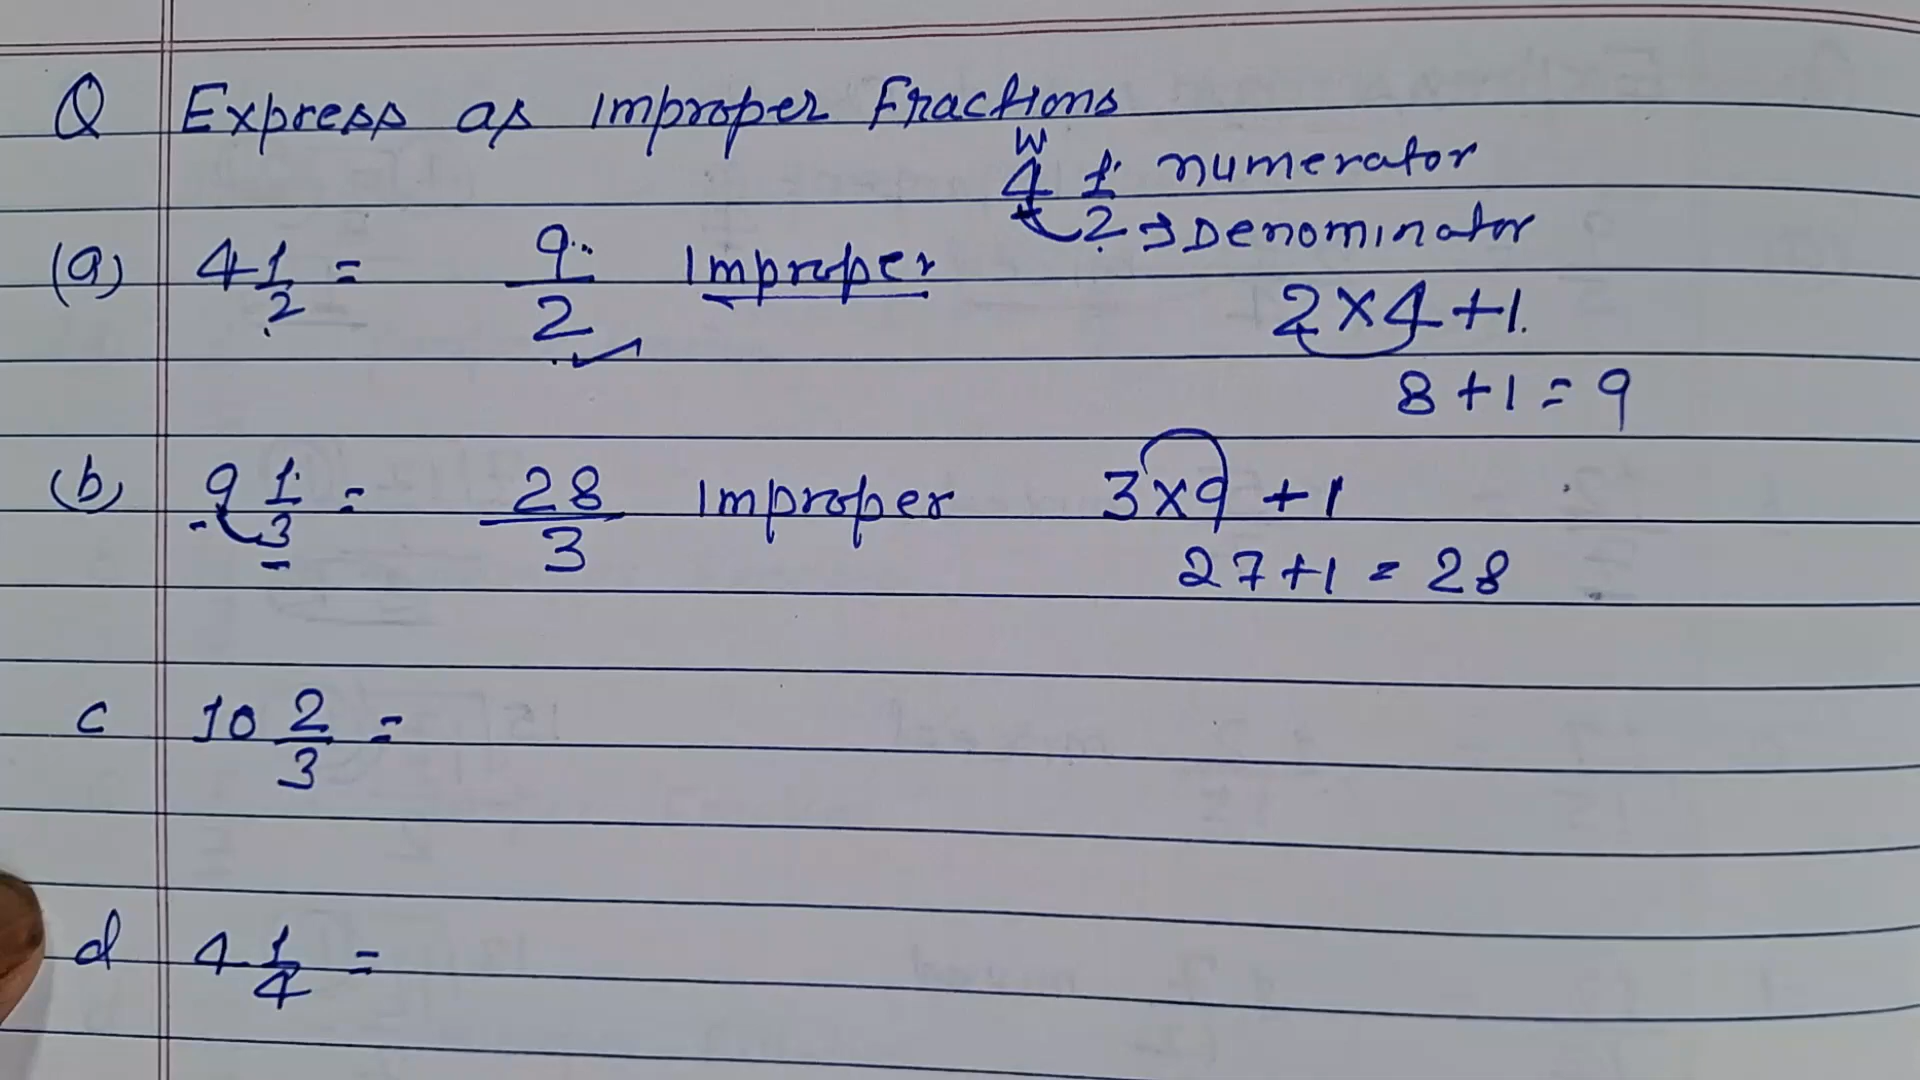 Q Express as Improper Fractions
W
4 1/2 numerator
→ Denominator
(a) 4 1/2 = 9/2 Improper
2×4+1
8+1=9
(b) 9 1/3 = 28/3 Improper 3×9+1
27+1=28
c 10 2/3 =
d 4 1/4 =